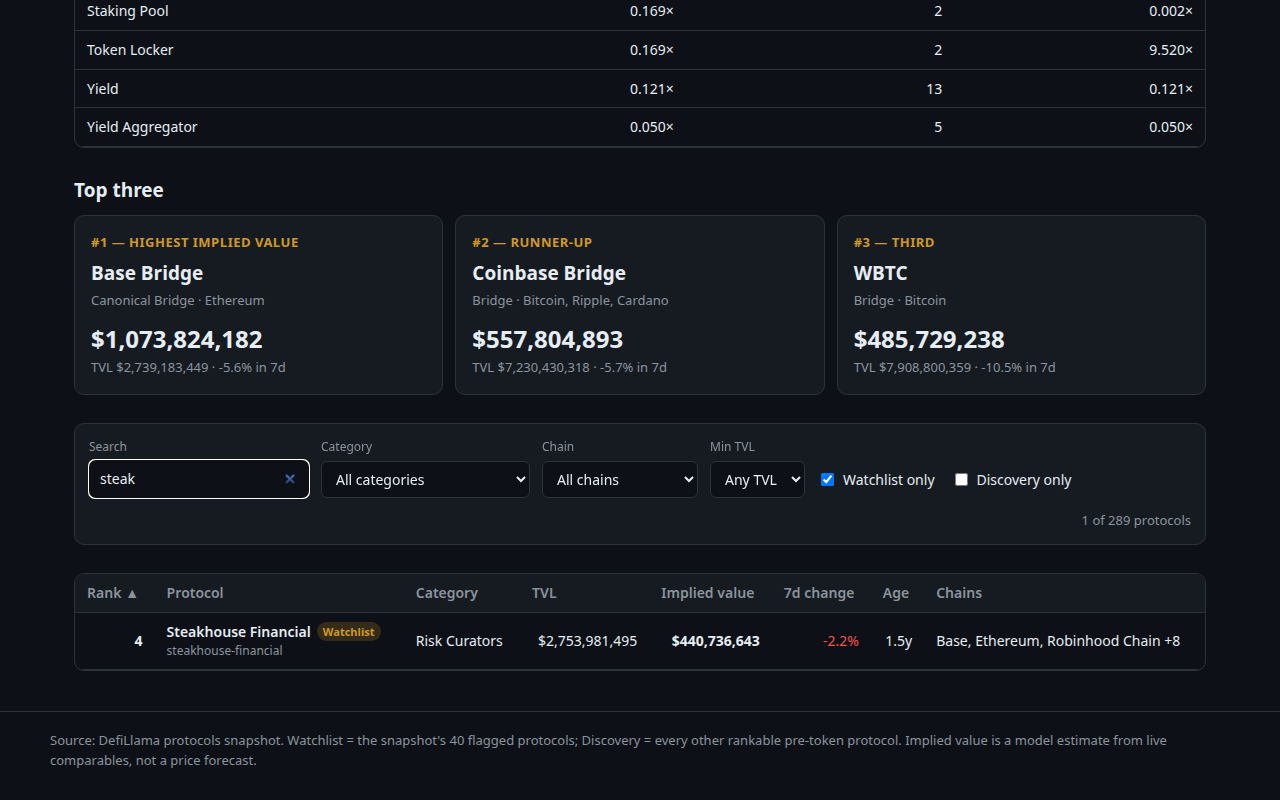 Staking Pool 0.169× 2 0.002×
Token Locker 0.169× 2 9.520×
Yield 0.121× 13 0.121×
Yield Aggregator 0.050× 5 0.050×
Top three
#1 — HIGHEST IMPLIED VALUE
Base Bridge
Canonical Bridge · Ethereum
$1,073,824,182
TVL $2,739,183,449 · -5.6% in 7d
#2 — RUNNER-UP
Coinbase Bridge
Bridge · Bitcoin, Ripple, Cardano
$557,804,893
TVL $7,230,430,318 · -5.7% in 7d
#3 — THIRD
WBTC
Bridge · Bitcoin
$485,729,238
TVL $7,908,800,359 · -10.5% in 7d
Search Category Chain Min TVL
steak All categories All chains Any TVL Watchlist only Discovery only
1 of 289 protocols
Rank ▲ Protocol Category TVL Implied value 7d change Age Chains
4 Steakhouse Financial Watchlist Risk Curators $2,753,981,495 $440,736,643 -2.2% 1.5y Base, Ethereum, Robinhood Chain +8
steakhouse-financial
Source: DefiLlama protocols snapshot. Watchlist = the snapshot's 40 flagged protocols; Discovery = every other rankable pre-token protocol. Implied value is a model estimate from live
comparables, not a price forecast.